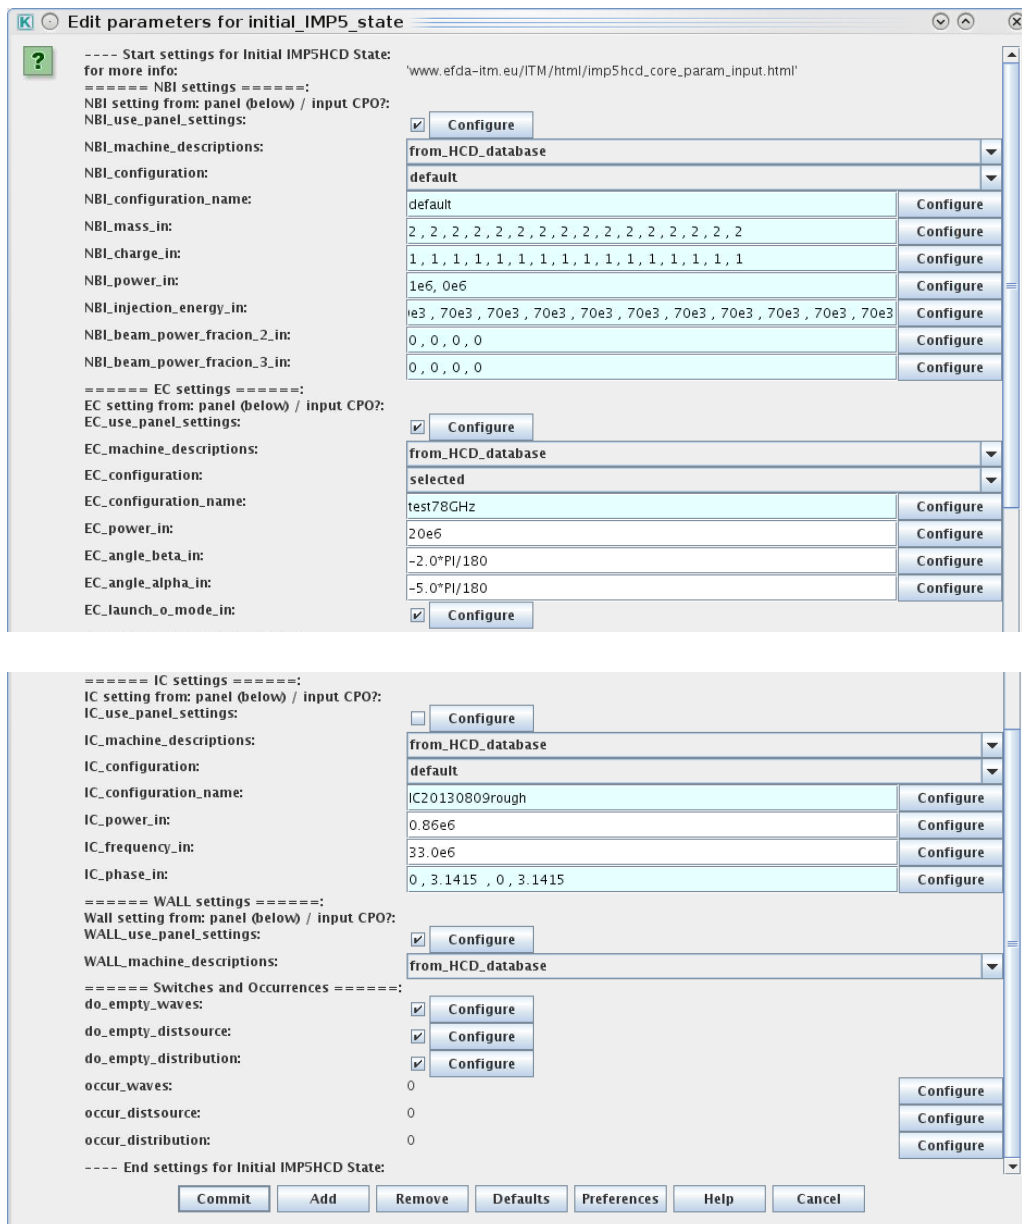 Edit parameters for initial_IMP5_state
---- Start settings for Initial IMP5HCD State:
for more info: 'www.efda-itm.eu/ITM/html/imp5hcd_core_param_input.html'
====== NBI settings ======:
NBI setting from: panel (below) / input CPO?:
NBI_use_panel_settings: Configure
NBI_machine_descriptions: from_HCD_database
NBI_configuration: default
NBI_configuration_name: default Configure
NBI_mass_in: 2 , 2 , 2 , 2 , 2 , 2 , 2 , 2 , 2 , 2 , 2 , 2 , 2 , 2 , 2 , 2 Configure
NBI_charge_in: 1, 1, 1, 1, 1, 1, 1, 1, 1, 1, 1, 1, 1, 1, 1, 1 Configure
NBI_power_in: 1e6, 0e6 Configure
NBI_injection_energy_in: 0e3 , 70e3 , 70e3 , 70e3 , 70e3 , 70e3 , 70e3 , 70e3 , 70e3 , 70e3 , 70e3 Configure
NBI_beam_power_fracion_2_in: 0 , 0 , 0 , 0 Configure
NBI_beam_power_fracion_3_in: 0 , 0 , 0 , 0 Configure
====== EC settings ======:
EC setting from: panel (below) / input CPO?:
EC_use_panel_settings: Configure
EC_machine_descriptions: from_HCD_database
EC_configuration: selected
EC_configuration_name: test78GHz Configure
EC_power_in: 20e6 Configure
EC_angle_beta_in: -2.0*PI/180 Configure
EC_angle_alpha_in: -5.0*PI/180 Configure
EC_launch_o_mode_in: Configure
====== IC settings ======:
IC setting from: panel (below) / input CPO?:
IC_use_panel_settings: Configure
IC_machine_descriptions: from_HCD_database
IC_configuration: default
IC_configuration_name: IC20130809rough Configure
IC_power_in: 0.86e6 Configure
IC_frequency_in: 33.0e6 Configure
IC_phase_in: 0 , 3.1415 , 0 , 3.1415 Configure
====== WALL settings ======:
Wall setting from: panel (below) / input CPO?:
WALL_use_panel_settings: Configure
WALL_machine_descriptions: from_HCD_database
====== Switches and Occurrences ======:
do_empty_waves: Configure
do_empty_distsource: Configure
do_empty_distribution: Configure
occur_waves: 0 Configure
occur_distsource: 0 Configure
occur_distribution: 0 Configure
---- End settings for Initial IMP5HCD State:
Commit Add Remove Defaults Preferences Help Cancel